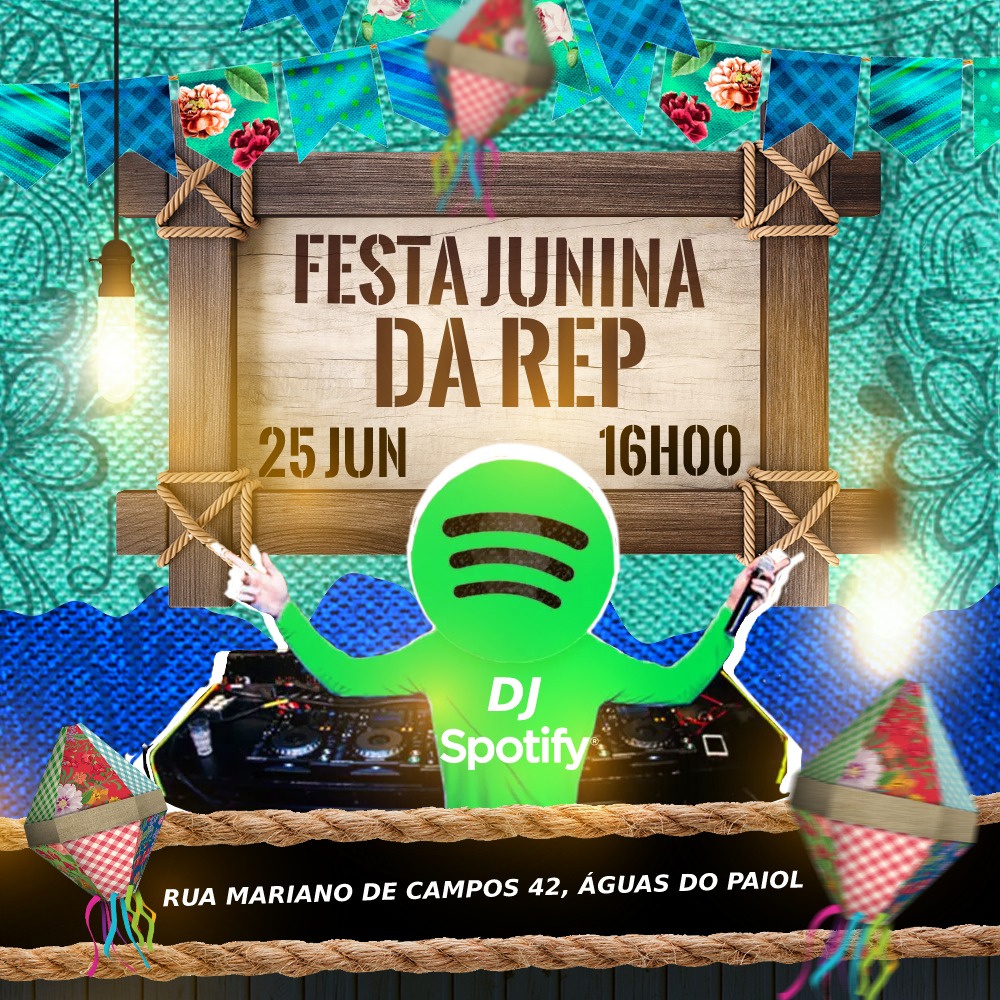 FESTA JUNINA
DA REP
25 JUN
16H00
DJ
Spotify®
RUA MARIANO DE CAMPOS 42, ÁGUAS DO PAIOL